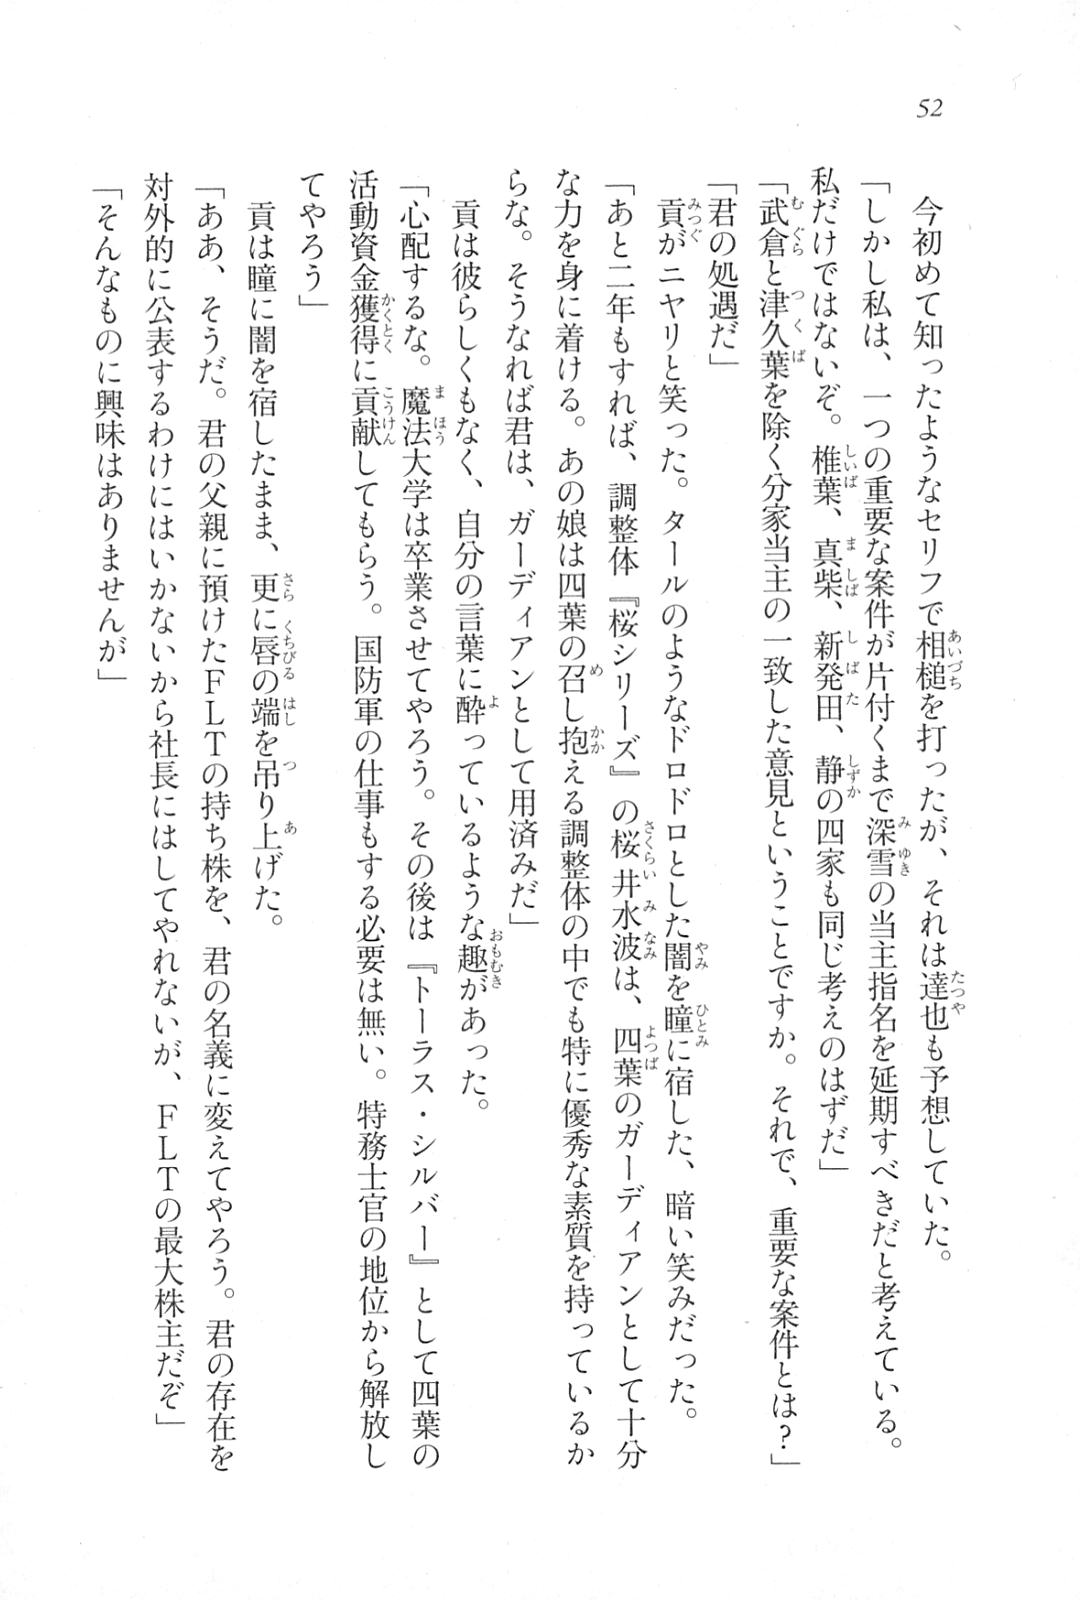 52
今初めて知ったようなセリフで相槌を打ったが、それは達也も予想していた。
「しかし私は、一つの重要な案件が片付くまで深雪の当主指名を延期すべきだと考えている。
私だけではないぞ。椎葉、真柴、新発田、静の四家も同じ考えのはずだ」
「武倉と津久葉を除く分家当主の一致した意見ということですか。それで、重要な案件とは?」
「君の処遇だ」
貢がニヤリと笑った。タールのようなドロドロとした闇を瞳に宿した、暗い笑みだった。
「あと二年もすれば、調整体『桜シリーズ』の桜井水波は、四葉のガーディアンとして十分
な力を身に着ける。あの娘は四葉の召し抱える調整体の中でも特に優秀な素質を持っているか
らな。そうなれば君は、ガーディアンとして用済みだ」
貢は彼らしくもなく、自分の言葉に酔っているような趣があった。
「心配するな。魔法大学は卒業させてやろう。その後は『トーラス・シルバー』として四葉の
活動資金獲得に貢献してもらう。国防軍の仕事もする必要は無い。特務士官の地位から解放し
てやろう」
貢は瞳に闇を宿したまま、更に唇の端を吊り上げた。
「ああ、そうだ。君の父親に預けたFLTの持ち株を、君の名義に変えてやろう。君の存在を
対外的に公表するわけにはいかないから社長にはしてやれないが、FLTの最大株主だぞ」
「そんなものに興味はありませんが」